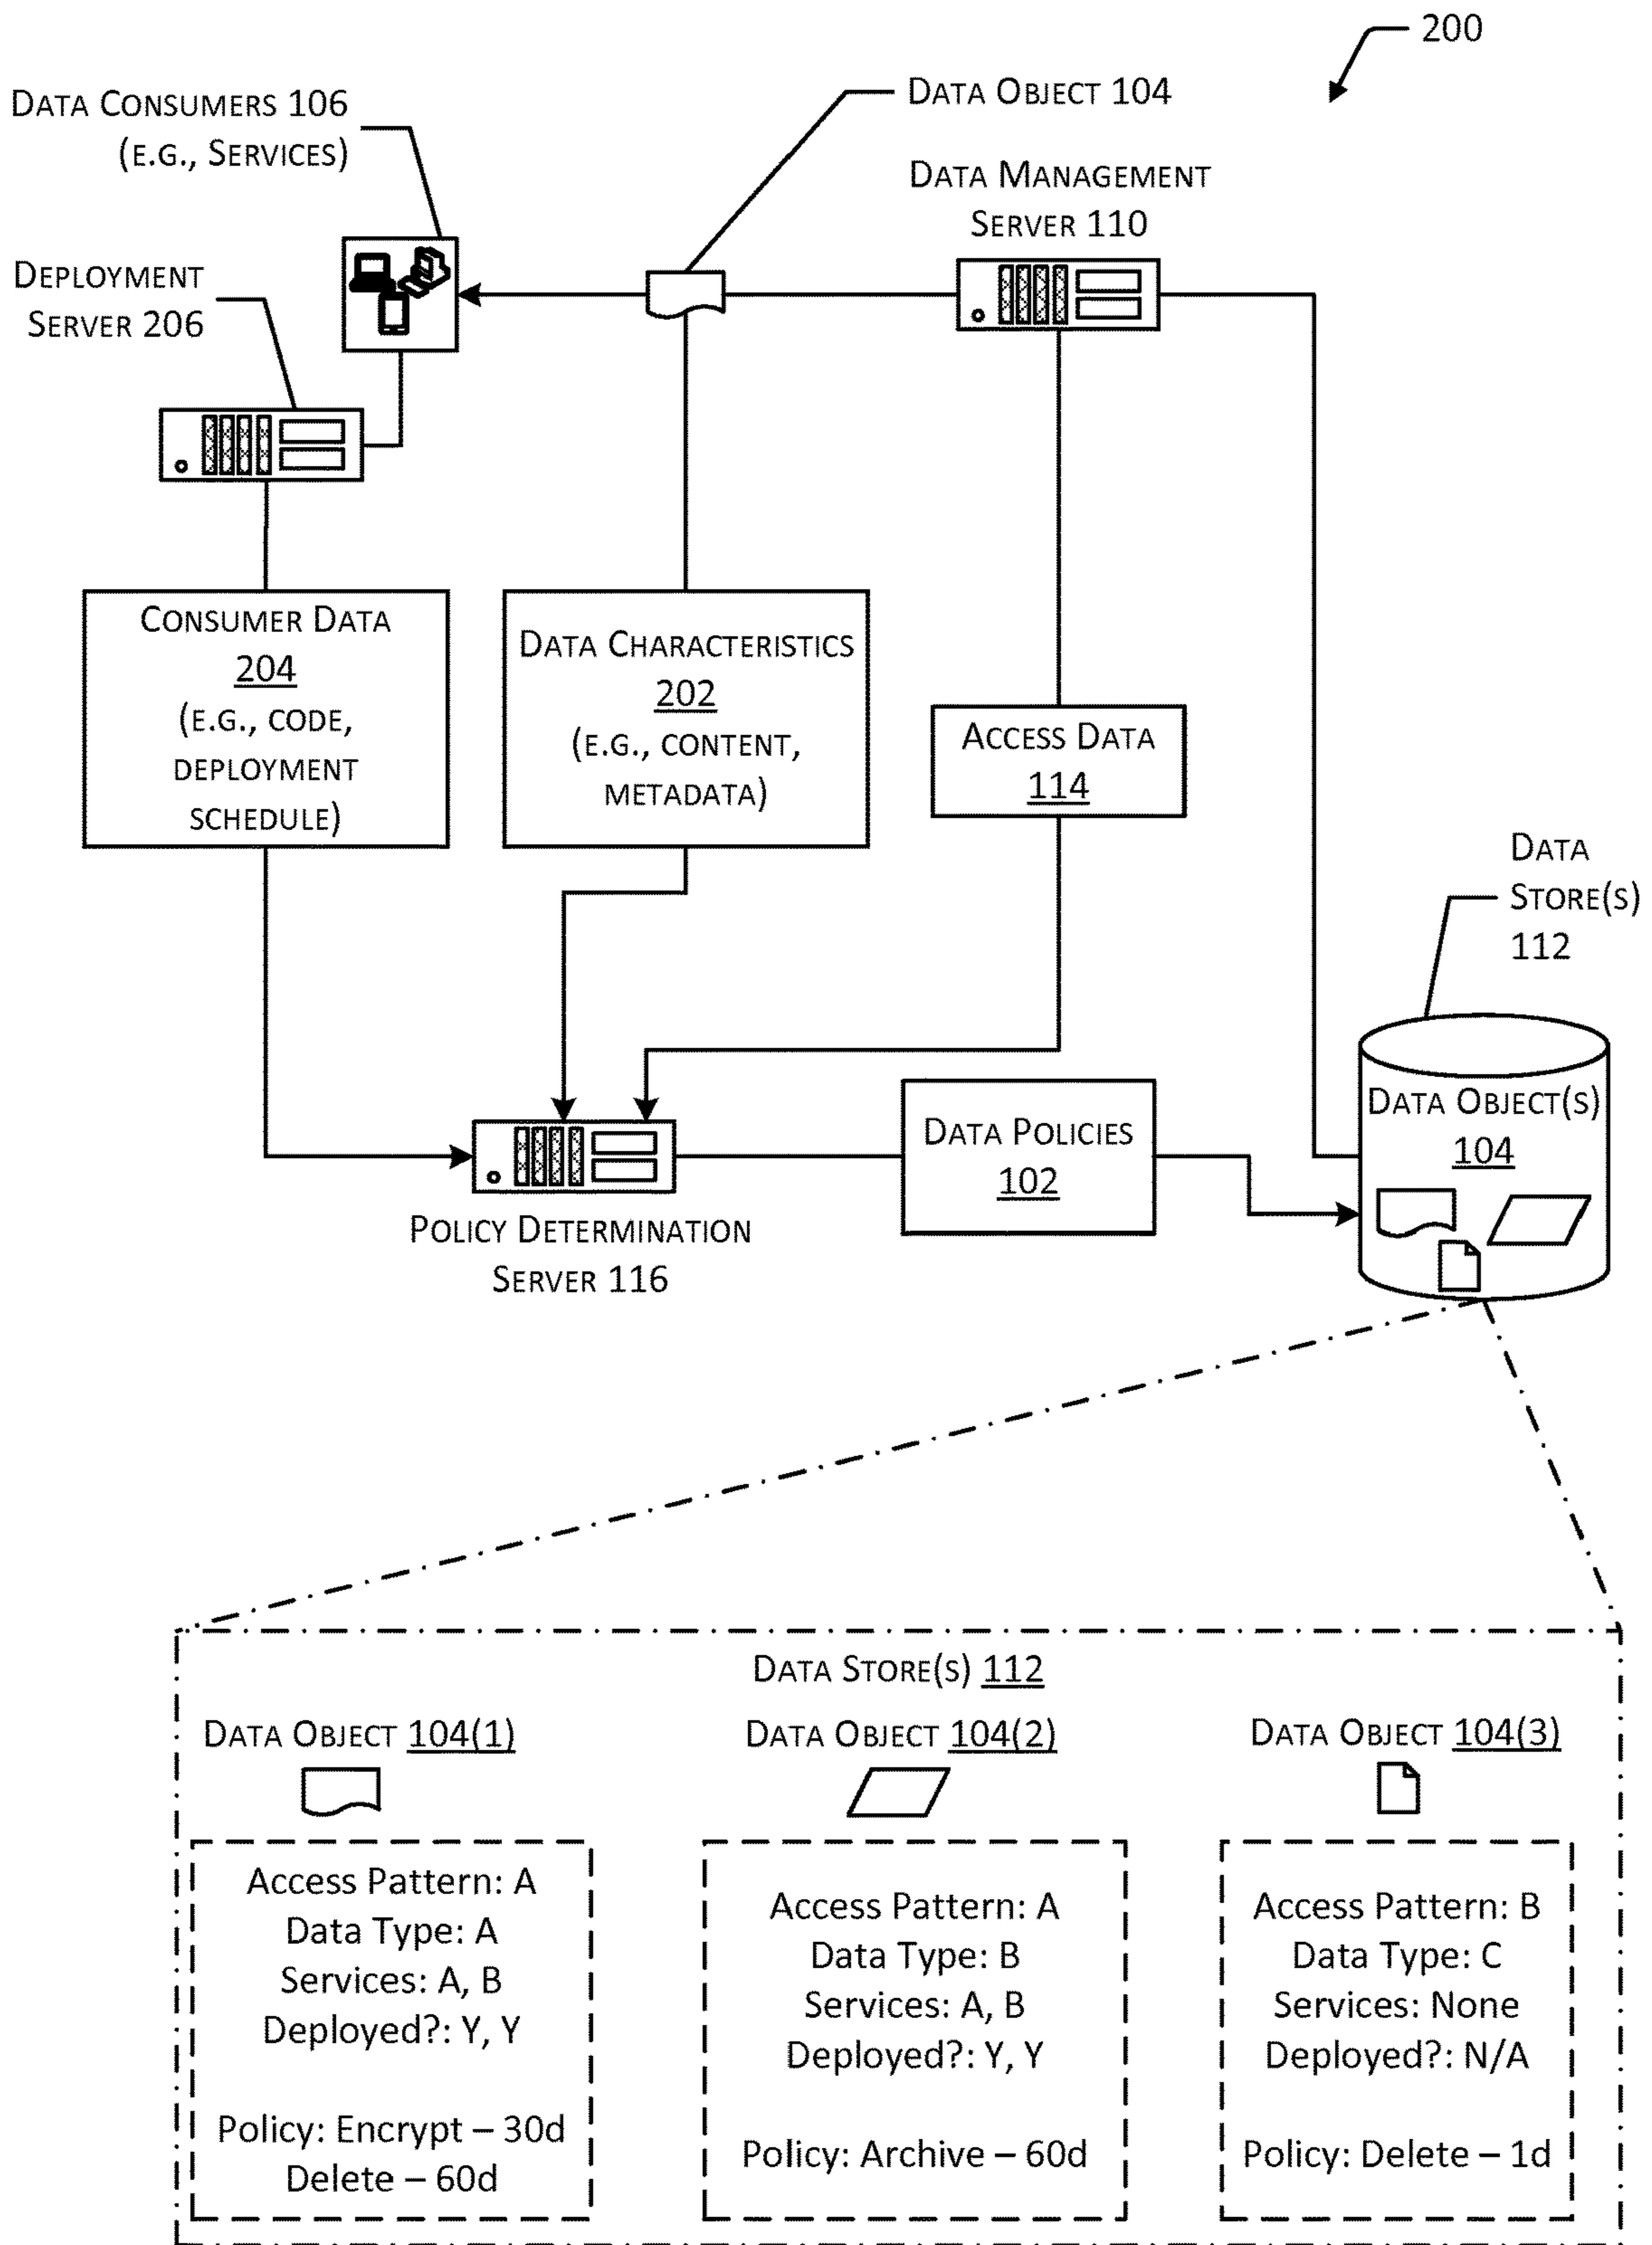 200
DATA CONSUMERS 106
(E.G., SERVICES)
DATA OBJECT 104
DATA MANAGEMENT
SERVER 110
DEPLOYMENT
SERVER 206
CONSUMER DATA
204
(E.G., CODE,
DEPLOYMENT
SCHEDULE)
DATA CHARACTERISTICS
202
(E.G., CONTENT,
METADATA)
ACCESS DATA
114
DATA
STORE(S)
112
DATA OBJECT(S)
104
DATA POLICIES
102
POLICY DETERMINATION
SERVER 116
DATA STORE(S) 112
DATA OBJECT 104(1)
Access Pattern: A
Data Type: A
Services: A, B
Deployed?: Y, Y
Policy: Encrypt – 30d
Delete – 60d
DATA OBJECT 104(2)
Access Pattern: A
Data Type: B
Services: A, B
Deployed?: Y, Y
Policy: Archive – 60d
DATA OBJECT 104(3)
Access Pattern: B
Data Type: C
Services: None
Deployed?: N/A
Policy: Delete – 1d